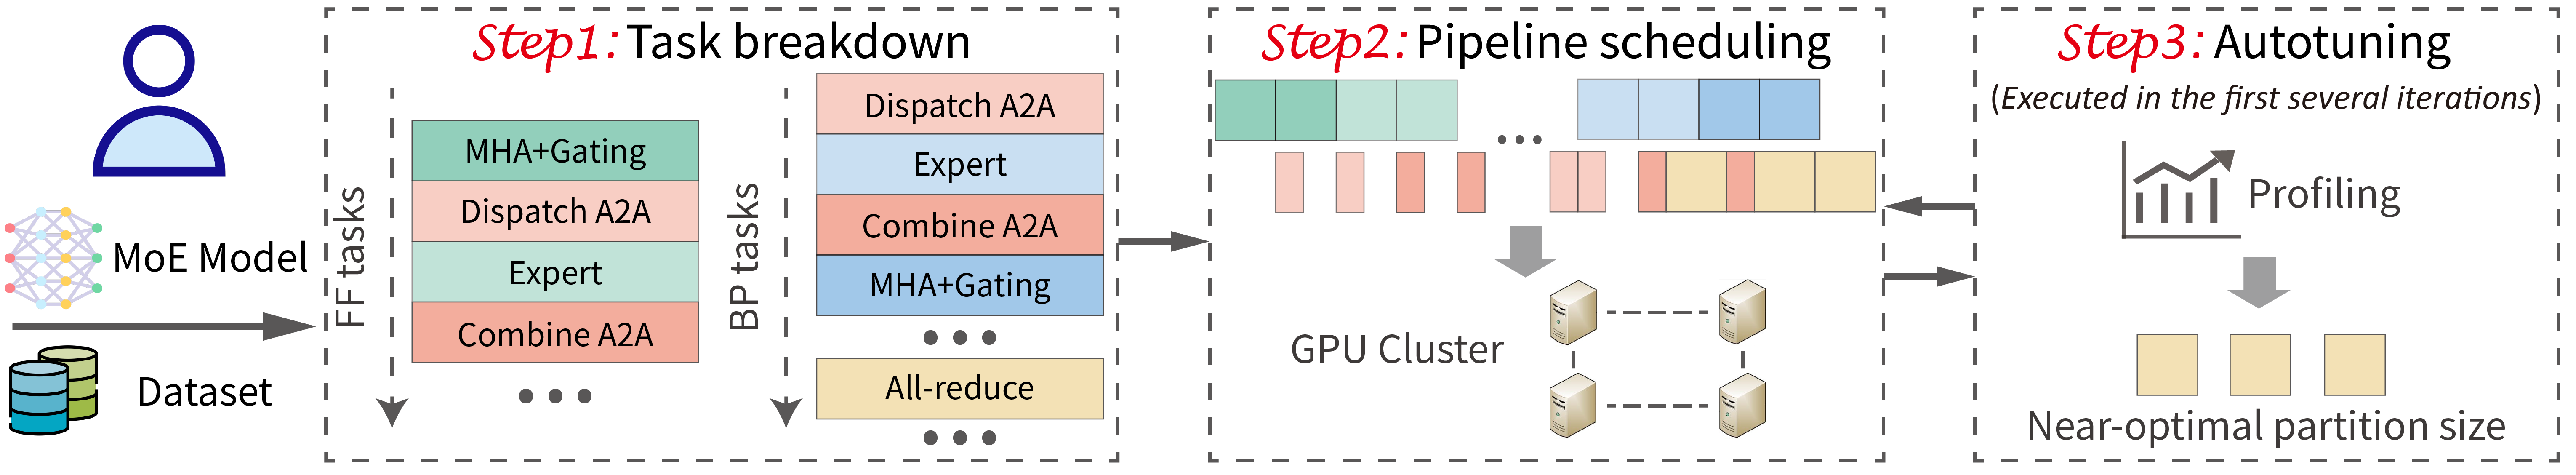 MoE Model
Dataset
Step1: Task breakdown
FF tasks
MHA+Gating
Dispatch A2A
Expert
Combine A2A
BP tasks
Dispatch A2A
Expert
Combine A2A
MHA+Gating
All-reduce
Step2: Pipeline scheduling
GPU Cluster
Step3: Autotuning
(Executed in the first several iterations)
Profiling
Near-optimal partition size